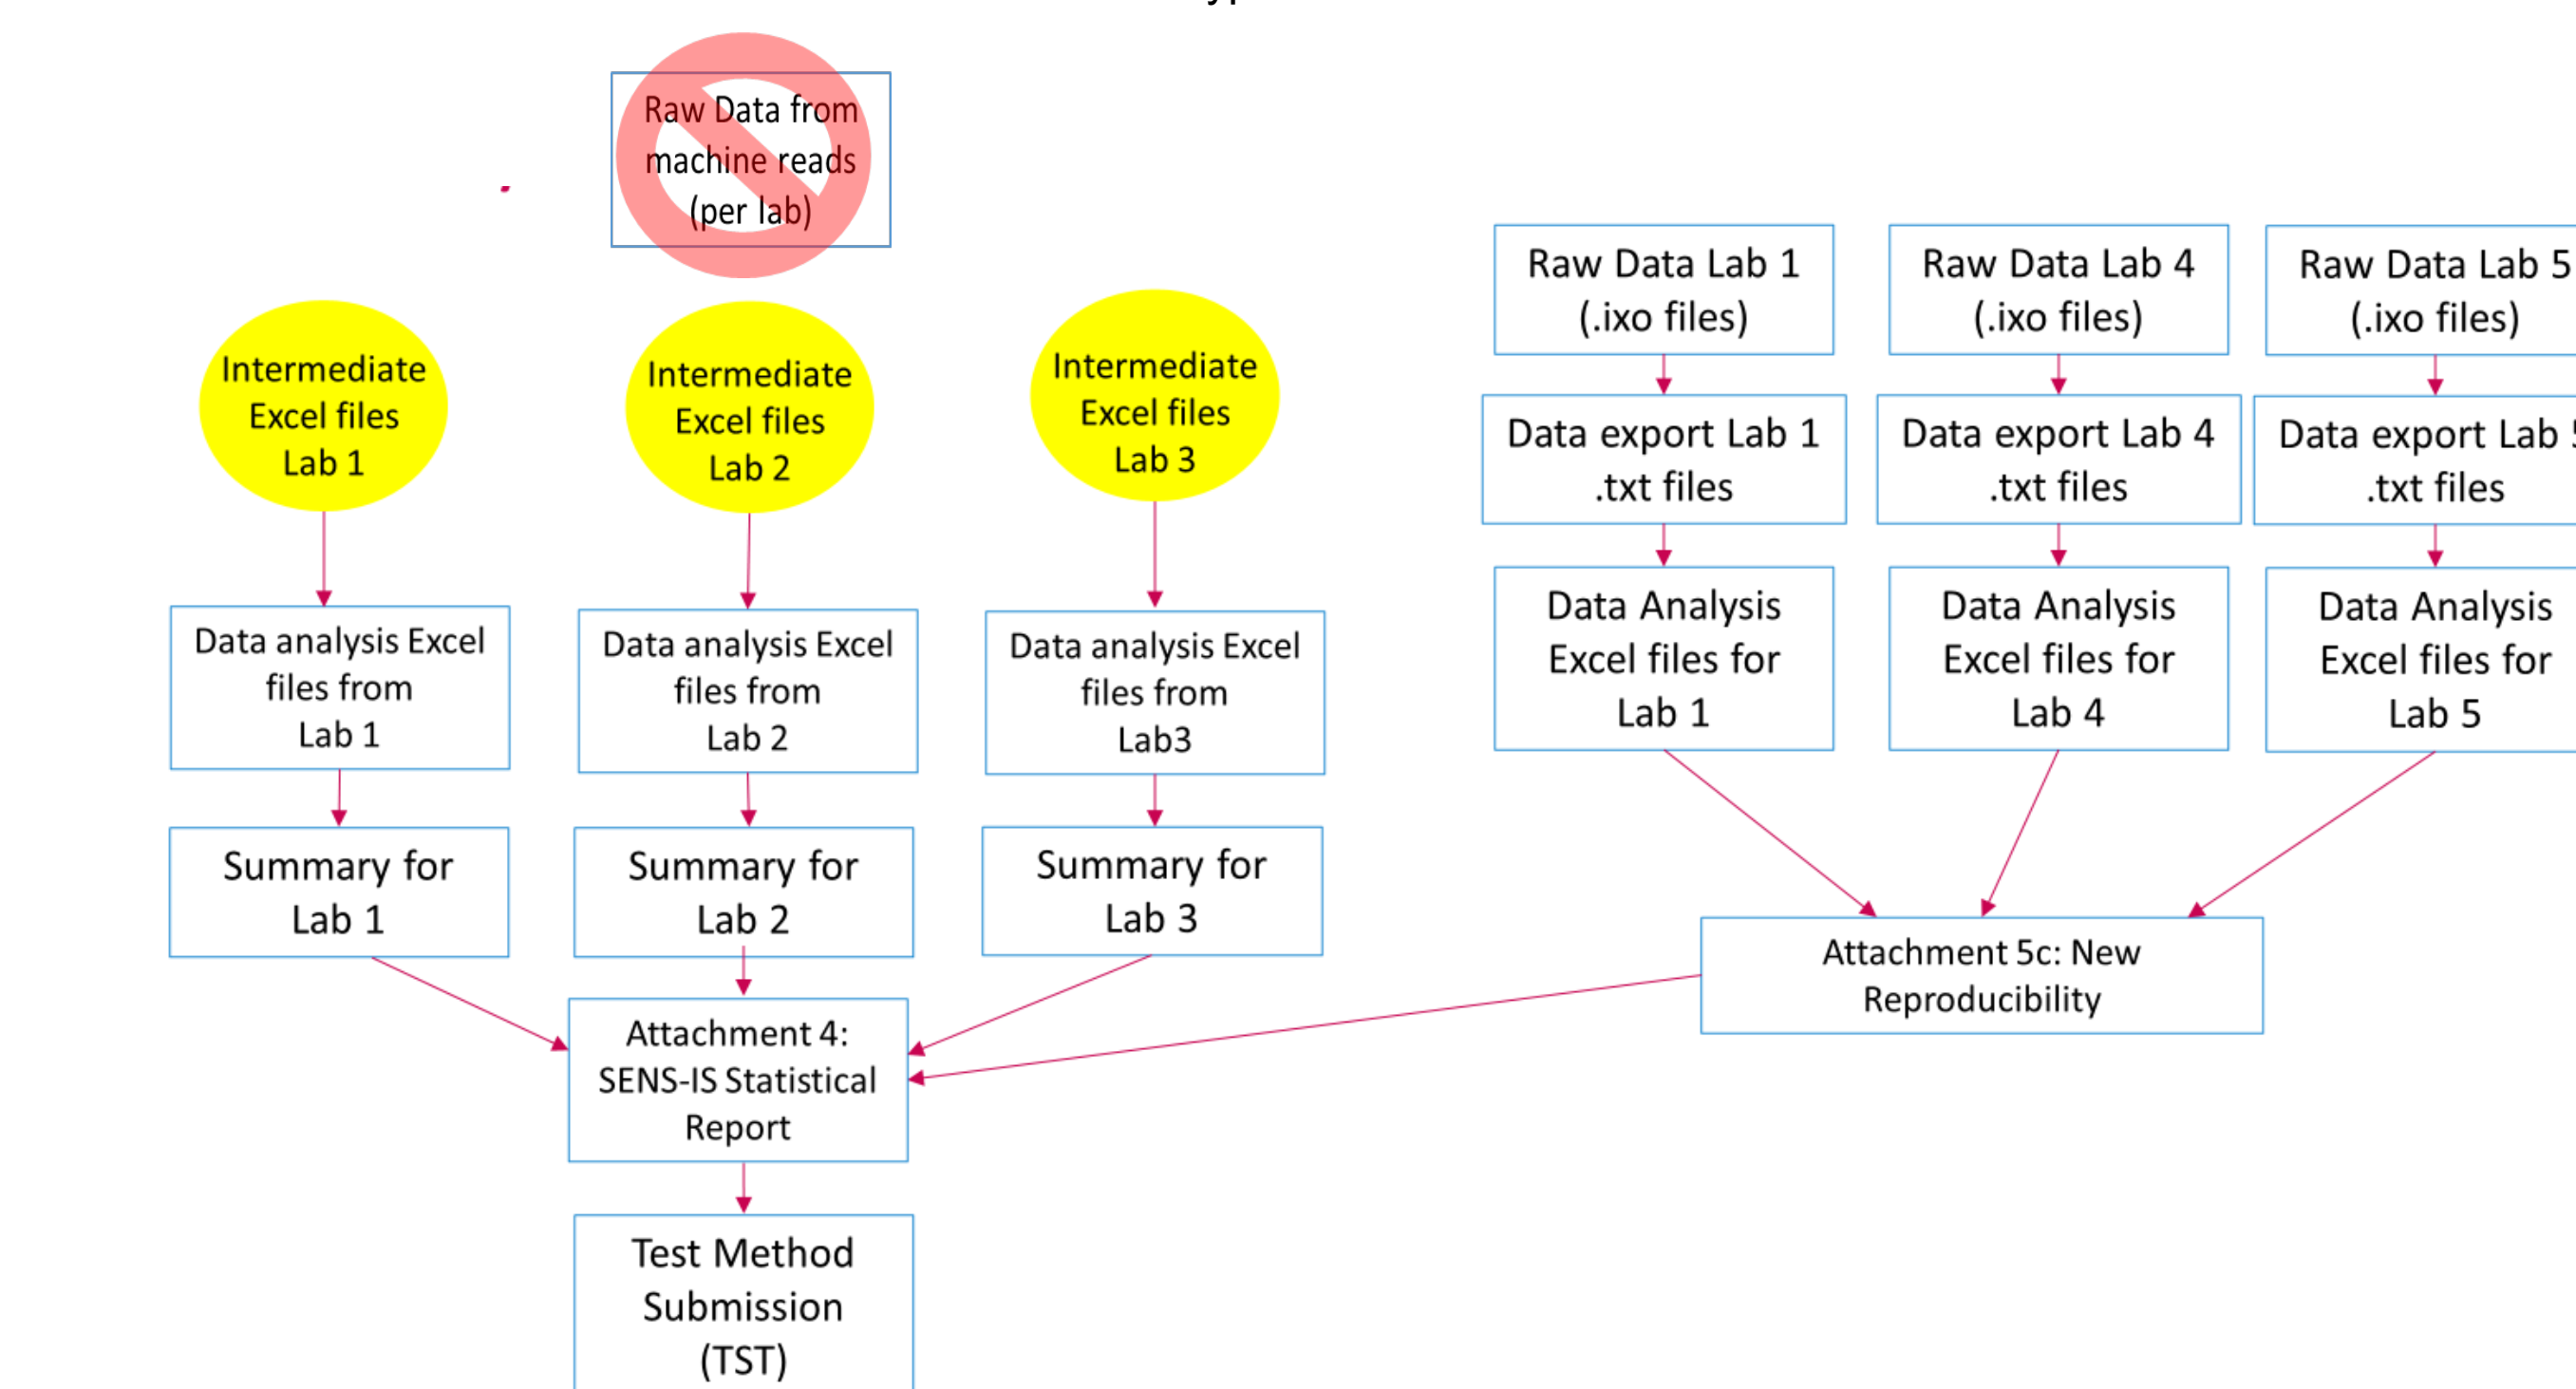 Raw Data from
machine reads
(per lab)
Intermediate
Excel files
Lab 1
Intermediate
Excel files
Lab 2
Intermediate
Excel files
Lab 3
Data analysis Excel
files from
Lab 1
Data analysis Excel
files from
Lab 2
Data analysis Excel
files from
Lab3
Summary for
Lab 1
Summary for
Lab 2
Summary for
Lab 3
Attachment 4:
SENS-IS Statistical
Report
Test Method
Submission
(TST)
Raw Data Lab 1
(.ixo files)
Raw Data Lab 4
(.ixo files)
Raw Data Lab 5
(.ixo files)
Data export Lab 1
.txt files
Data export Lab 4
.txt files
Data export Lab 5
.txt files
Data Analysis
Excel files for
Lab 1
Data Analysis
Excel files for
Lab 4
Data Analysis
Excel files for
Lab 5
Attachment 5c: New
Reproducibility